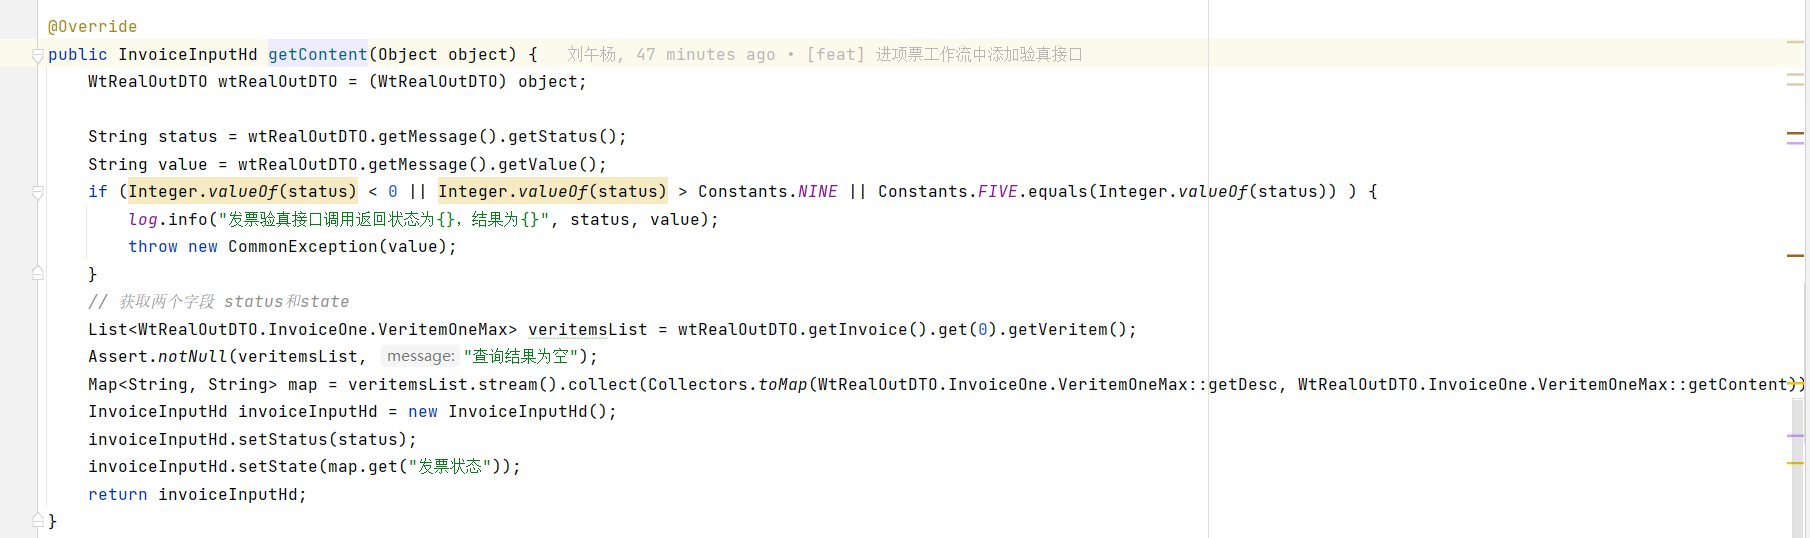 @Override
public InvoiceInputHd getContent(Object object) {   刘午杨, 47 minutes ago • [feat] 进项票工作流中添加验真接口
WtRealOutDTO wtRealOutDTO = (WtRealOutDTO) object;
String status = wtRealOutDTO.getMessage().getStatus();
String value = wtRealOutDTO.getMessage().getValue();
if (Integer.valueOf(status) < 0 || Integer.valueOf(status) > Constants.NINE || Constants.FIVE.equals(Integer.valueOf(status)) ) {
log.info("发票验真接口调用返回状态为{}，结果为{}", status, value);
throw new CommonException(value);
}
// 获取两个字段 status和state
List<WtRealOutDTO.InvoiceOne.VeritemOneMax> veritemsList = wtRealOutDTO.getInvoice().get(0).getVeritem();
Assert.notNull(veritemsList, message: "查询结果为空");
Map<String, String> map = veritemsList.stream().collect(Collectors.toMap(WtRealOutDTO.InvoiceOne.VeritemOneMax::getDesc, WtRealOutDTO.InvoiceOne.VeritemOneMax::getContent))
InvoiceInputHd invoiceInputHd = new InvoiceInputHd();
invoiceInputHd.setStatus(status);
invoiceInputHd.setState(map.get("发票状态"));
return invoiceInputHd;
}